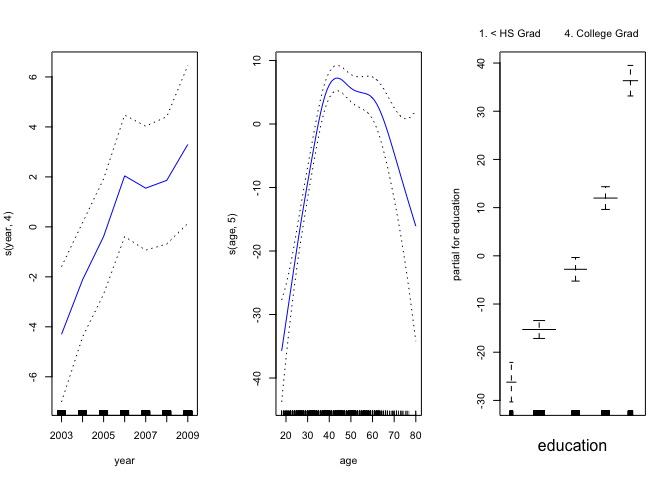 1. < HS Grad 4. College Grad
s(year, 4)
6
4
2
0
-2
-4
-6
2003 2005 2007 2009
year
s(age, 5)
10
0
-10
-20
-30
-40
20 30 40 50 60 70 80
age
partial for education
40
30
20
10
0
-10
-20
-30
education